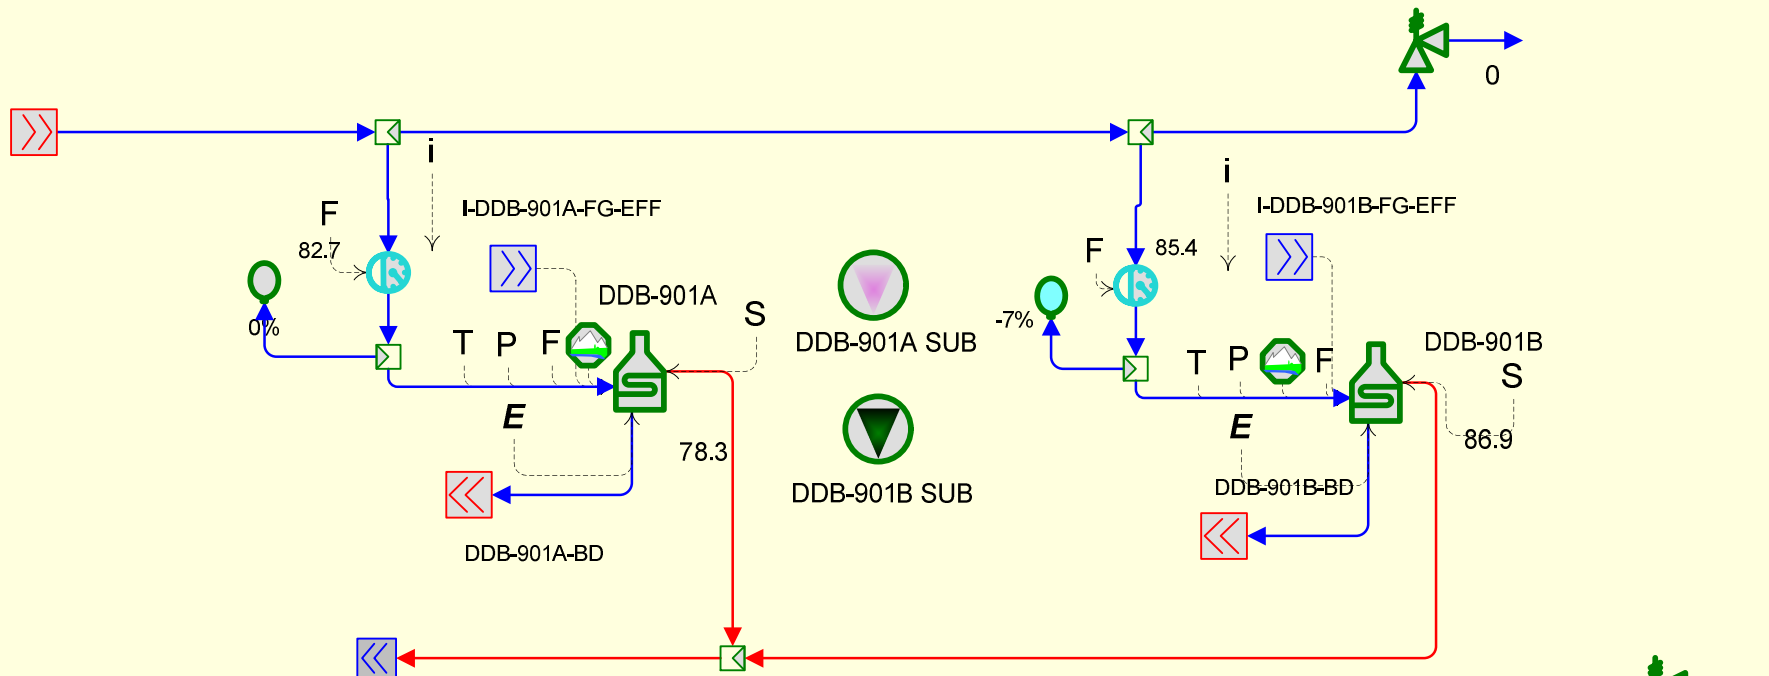 0
i
i
I-DDB-901A-FG-EFF
I-DDB-901B-FG-EFF
F
82.7
F
85.4
DDB-901A
0%
-7%
S
DDB-901A SUB
DDB-901B
T P F
T P F
S
E
E
78.3
86.9
DDB-901B SUB
DDB-901B-BD
DDB-901A-BD